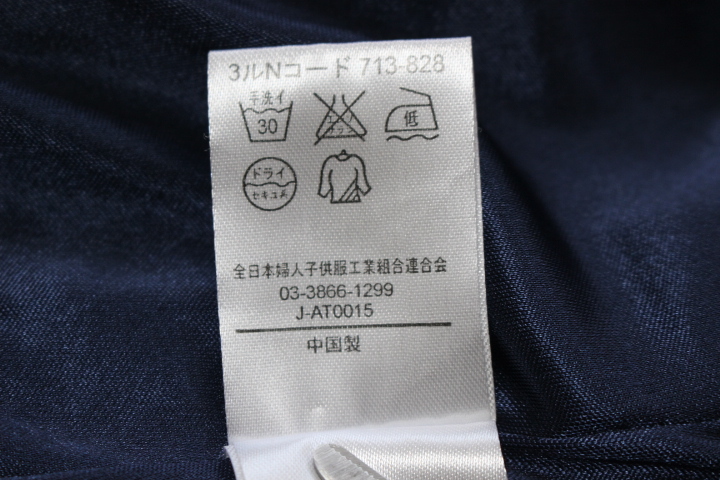 3ルNコード 713-828
手洗イ
30
低
ドライ
セキユ系
全日本婦人子供服工業組合連合会
03-3866-1299
J-AT0015
中国製